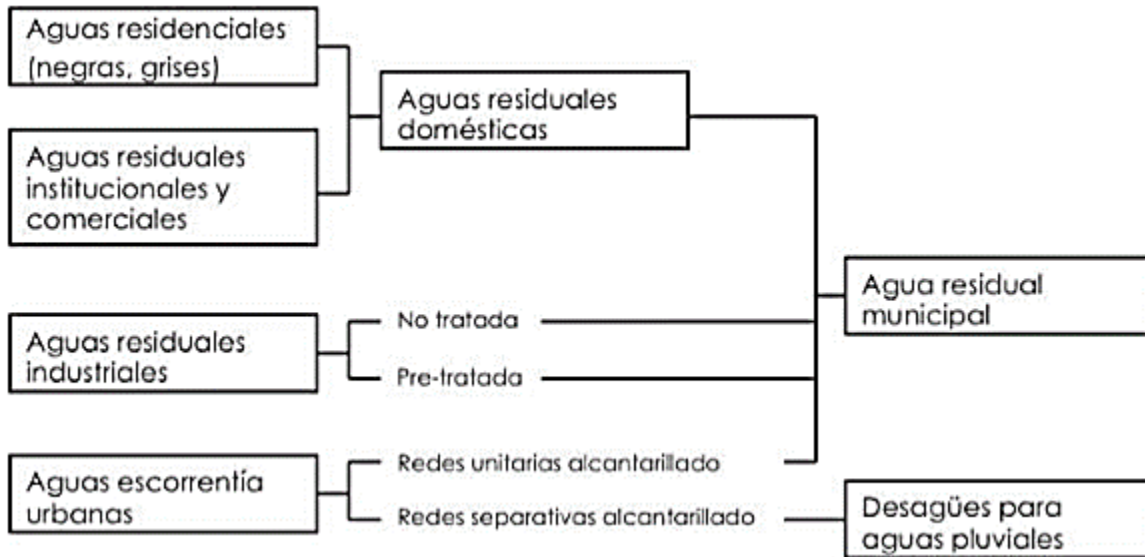 Aguas residenciales
(negras, grises)
Aguas residuales
domésticas
Aguas residuales
institucionales y
comerciales
Agua residual
municipal
Aguas residuales
industriales
No tratada
Pre-tratada
Aguas escorrentía
urbanas
Redes unitarias alcantarillado
Redes separativas alcantarillado
Desagües para
aguas pluviales